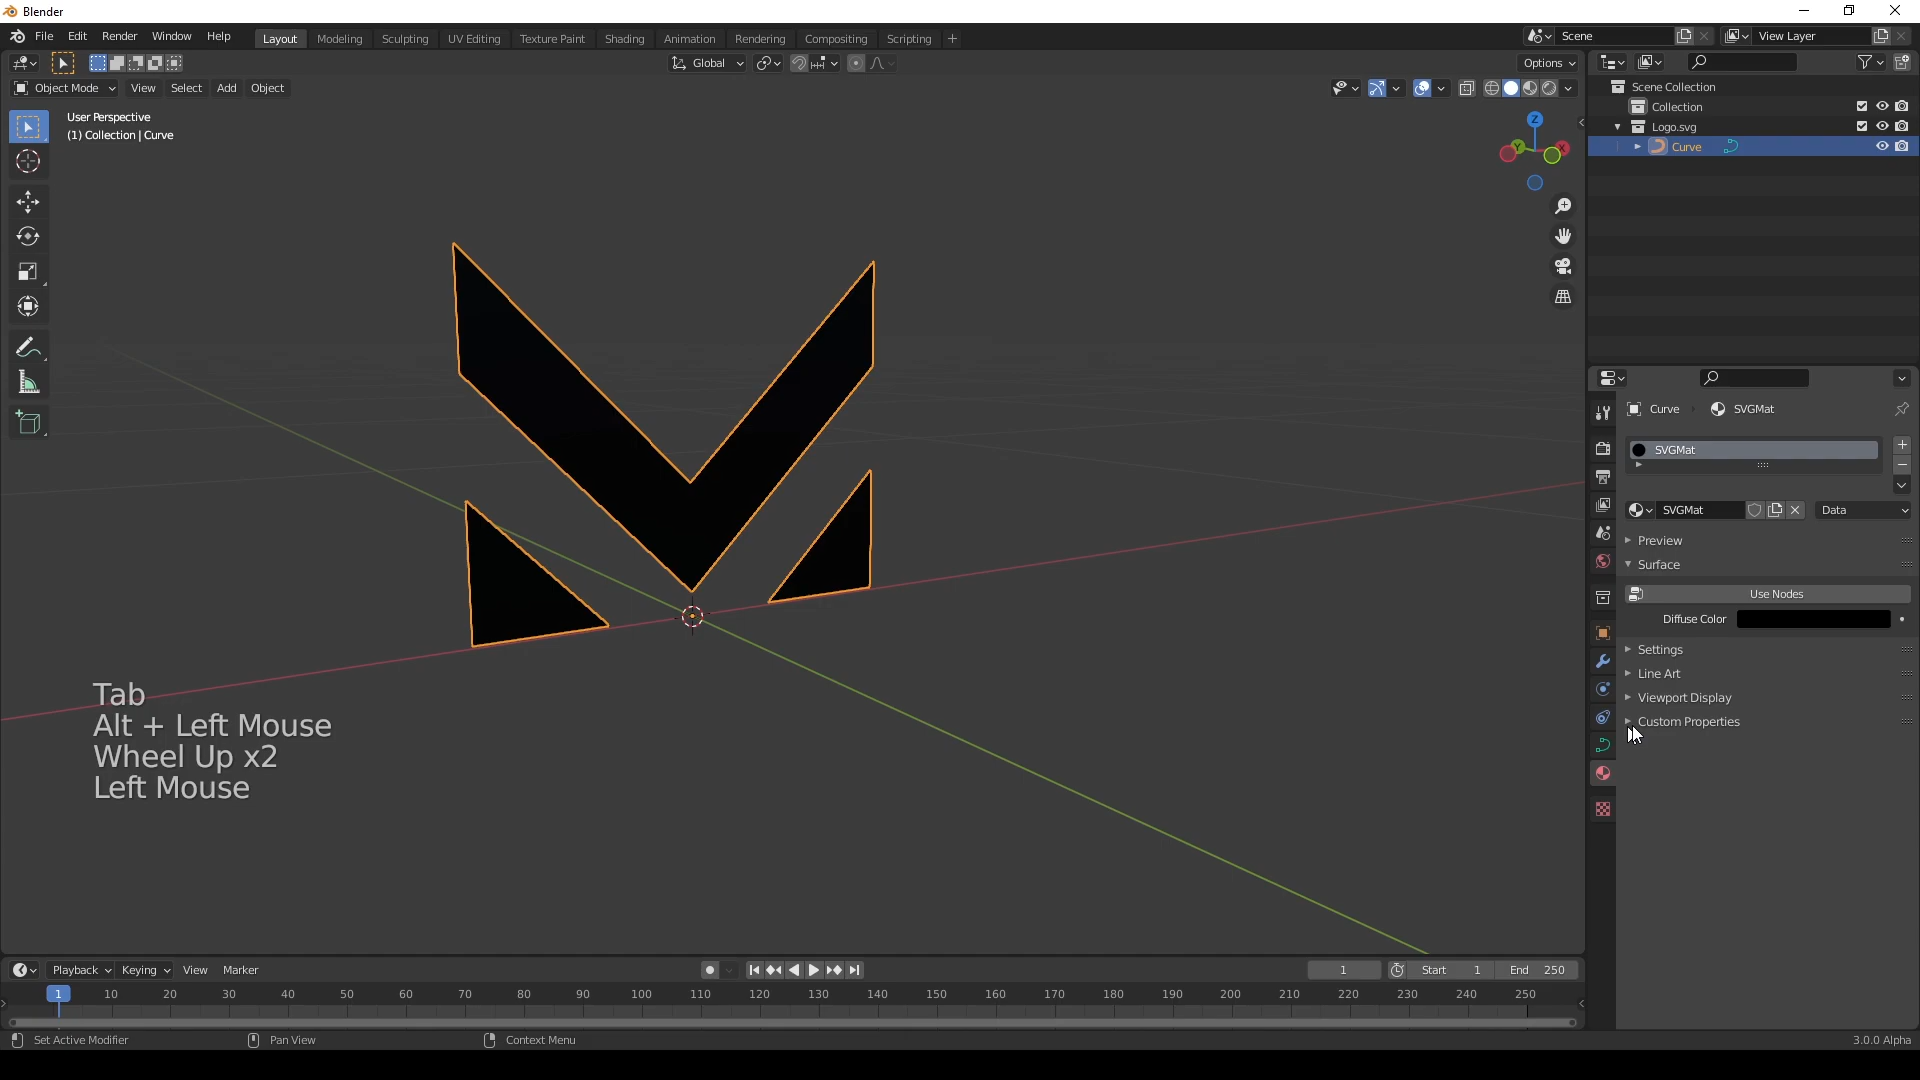 Blender
File Edit Render Window Help Layout Modeling Sculpting UV Editing Texture Paint Shading Animation Rendering Compositing Scripting + Scene View Layer
Global Options
Object Mode View Select Add Object
User Perspective
(1) Collection | Curve
Z
Y
X
Scene Collection
Collection
Logo.svg
Curve
Curve SVGMat
SVGMat
SVGMat Data
Preview
Surface
Use Nodes
Diffuse Color
Settings
Line Art
Viewport Display
Custom Properties
Tab
Alt + Left Mouse
Wheel Up x2
Left Mouse
Playback Keying View Marker 1 Start 1 End 250
1 10 20 30 40 50 60 70 80 90 100 110 120 130 140 150 160 170 180 190 200 210 220 230 240 250
Set Active Modifier Pan View Context Menu 3.0.0 Alpha